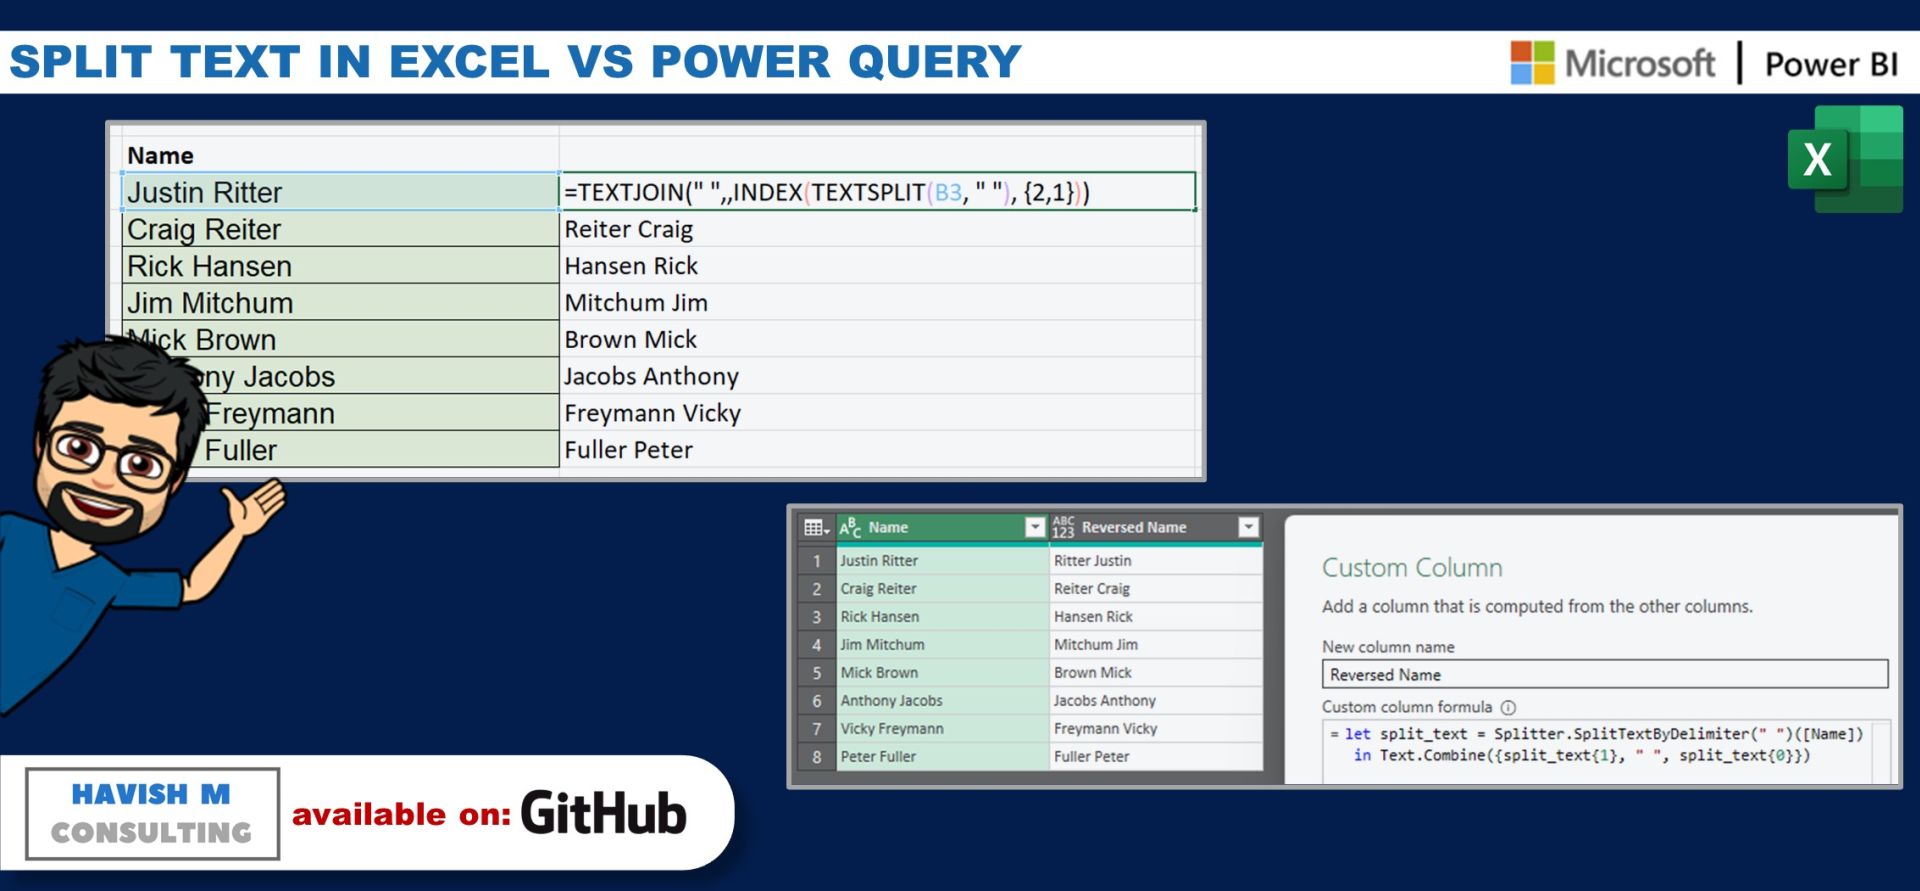 SPLIT TEXT IN EXCEL VS POWER QUERY
Microsoft | Power BI
X
Name
Justin Ritter =TEXTJOIN(" ",,INDEX(TEXTSPLIT(B3, " "), {2,1}))
Craig Reiter Reiter Craig
Rick Hansen Hansen Rick
Jim Mitchum Mitchum Jim
Mick Brown Brown Mick
ny Jacobs Jacobs Anthony
Freymann Freymann Vicky
Fuller Fuller Peter
ABC Name ABC 123 Reversed Name
1 Justin Ritter Ritter Justin
2 Craig Reiter Reiter Craig
3 Rick Hansen Hansen Rick
4 Jim Mitchum Mitchum Jim
5 Mick Brown Brown Mick
6 Anthony Jacobs Jacobs Anthony
7 Vicky Freymann Freymann Vicky
8 Peter Fuller Fuller Peter
Custom Column
Add a column that is computed from the other columns.
New column name
Reversed Name
Custom column formula
= let split_text = Splitter.SplitTextByDelimiter(" ")([Name])
in Text.Combine({split_text{1}, " ", split_text{0}})
HAVISH M
CONSULTING
available on: GitHub